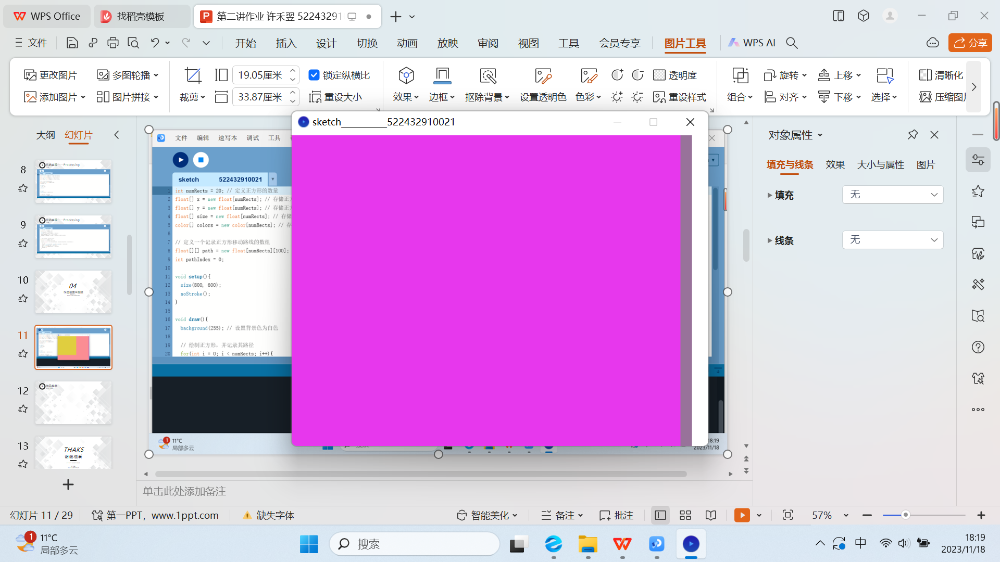 WPS Office
找稻壳模板
第二讲作业 许禾翌 52243291
文件
开始 插入 设计 切换 动画 放映 审阅 视图 工具 会员专享 图片工具 WPS AI
分享
更改图片 多图轮播 19.05厘米 锁定纵横比 透明度 旋转 上移 清晰化
添加图片 图片拼接 裁剪 33.87厘米 重设大小 效果 边框 抠除背景 设置透明色 色彩 重设样式 组合 对齐 下移 选择 压缩图片
sketch_________522432910021
大纲 幻灯片
8
代码实现 —— Processing
9
代码实现 —— Processing
10
04
11
12
13
THAKS
谢谢观看
文件 编辑 速写本 调试 工具
sketch 522432910021
1 int numRects = 20; // 定义正方形的数量
2 float[] x = new float[numRects]; // 存储正
3 float[] y = new float[numRects]; // 存储正
4 float[] size = new float[numRects]; // 存储
5 color[] colors = new color[numRects]; // 存
6
7 // 定义一个记录正方形移动路线的数组
8 float[][] path = new float[numRects][100];
9 int pathIndex = 0;
10
11 void setup(){
12 size(800, 600);
13 noStroke();
14 }
15
16 void draw(){
17 background(255); // 设置背景色为白色
18
19 // 绘制正方形，并记录其路径
20 for(int i = 0; i < numRects; i++){
1
11°C
局部多云
18:19
2023/11/18
对象属性
填充与线条 效果 大小与属性 图片
填充 无
线条 无
单击此处添加备注
幻灯片 11 / 29 第一PPT，www.1ppt.com 缺失字体 智能美化 备注 批注 57%
1
11°C
局部多云
搜索
中
18:19
2023/11/18